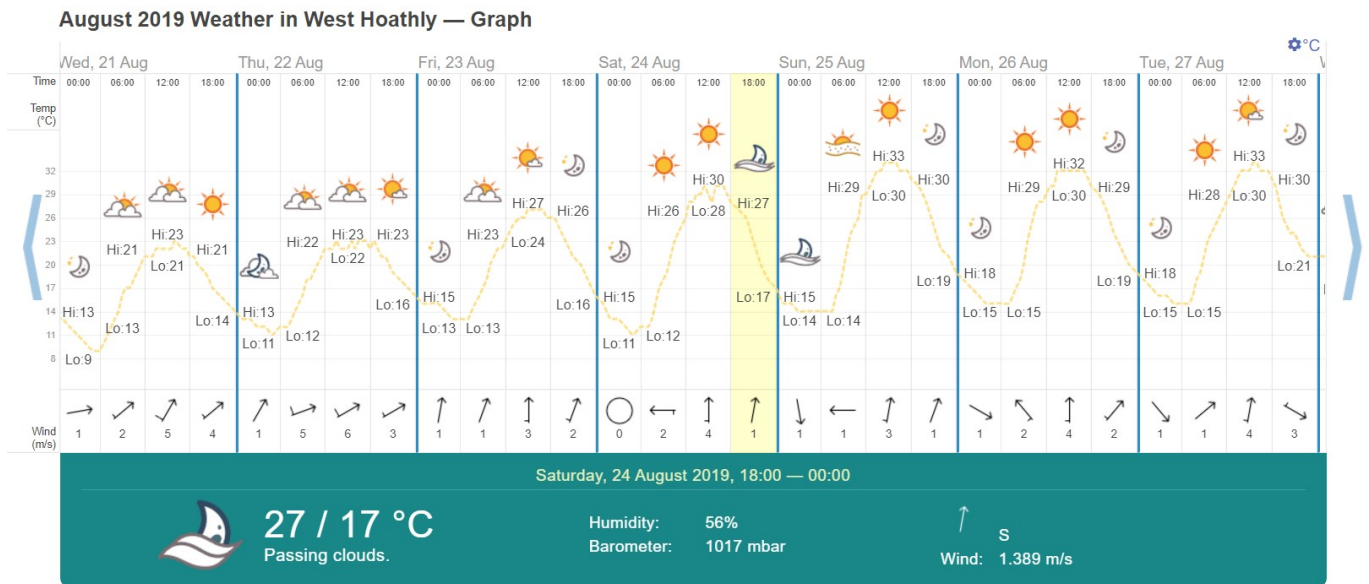 August 2019 Weather in West Hoathly — Graph
°C
Wed, 21 Aug Thu, 22 Aug Fri, 23 Aug Sat, 24 Aug Sun, 25 Aug Mon, 26 Aug Tue, 27 Aug
Time 00:00 06:00 12:00 18:00 00:00 06:00 12:00 18:00 00:00 06:00 12:00 18:00 00:00 06:00 12:00 18:00 00:00 06:00 12:00 18:00 00:00 06:00 12:00 18:00 00:00 06:00 12:00 18:00
Temp
(°C)
32
29
26
23
20
17
14
11
8
Hi:13 Hi:21 Hi:23 Hi:21 Hi:13 Hi:22 Hi:23 Hi:23 Hi:15 Hi:23 Hi:27 Hi:26 Hi:15 Hi:26 Hi:30 Hi:27 Hi:15 Hi:29 Hi:33 Hi:30 Hi:18 Hi:29 Hi:32 Hi:29 Hi:18 Hi:28 Hi:33 Hi:30
Lo:9 Lo:13 Lo:21 Lo:14 Lo:11 Lo:12 Lo:22 Lo:16 Lo:13 Lo:13 Lo:24 Lo:16 Lo:11 Lo:12 Lo:28 Lo:17 Lo:14 Lo:14 Lo:30 Lo:19 Lo:15 Lo:15 Lo:30 Lo:19 Lo:15 Lo:15 Lo:30 Lo:21
Wind 1 2 5 4 1 5 6 3 1 1 3 2 0 2 4 1 1 1 3 1 1 2 4 2 1 1 4 3
(m/s)
Saturday, 24 August 2019, 18:00 — 00:00
27 / 17 °C
Passing clouds.
Humidity: 56%
Barometer: 1017 mbar
S
Wind: 1.389 m/s